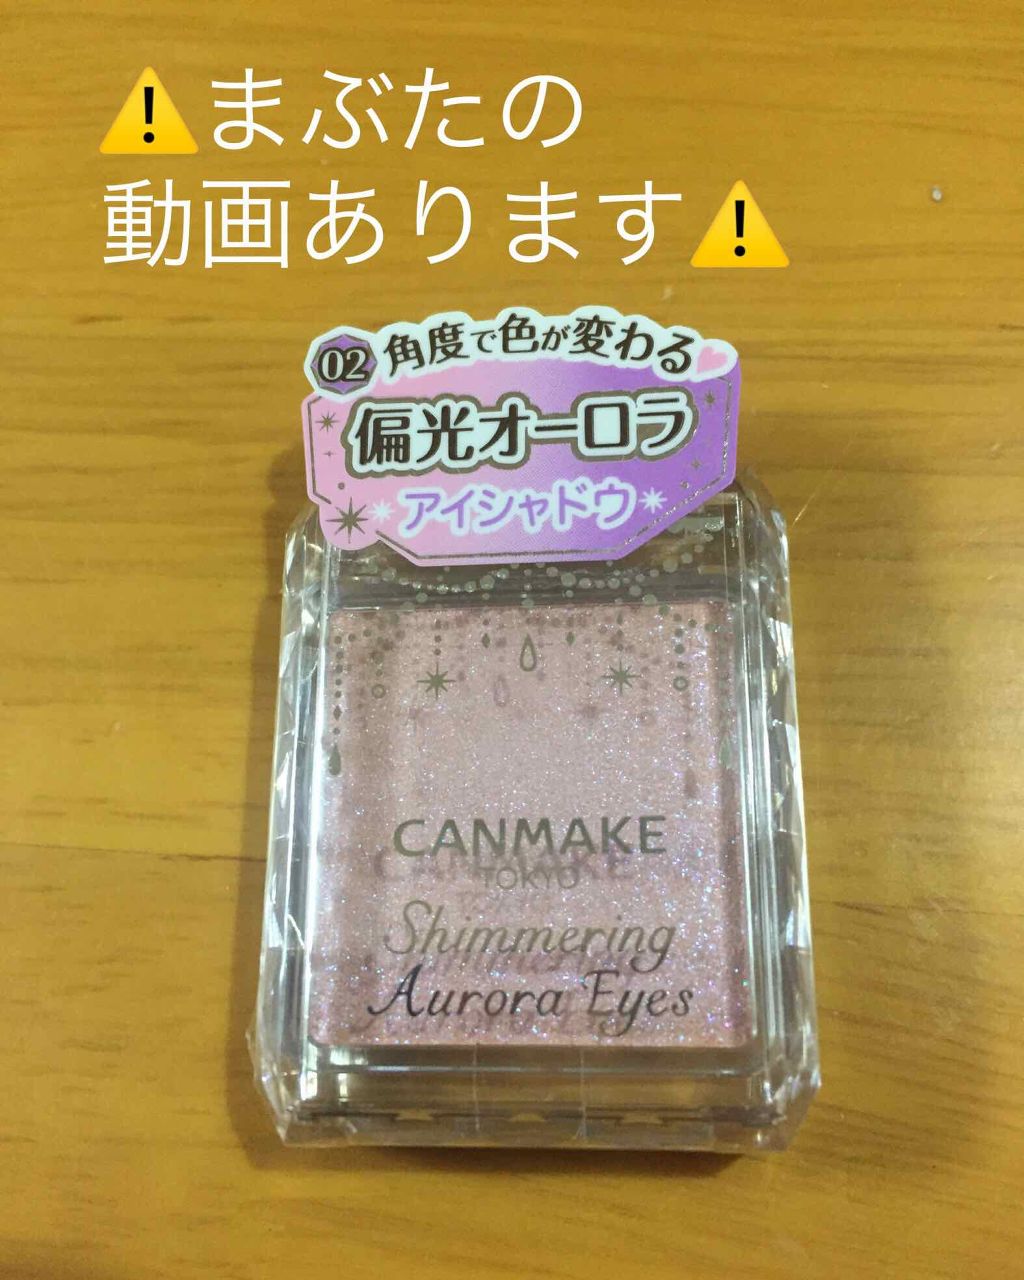 ⚠️まぶたの
動画あります⚠️
02 角度で色が変わる
偏光オーロラ
アイシャドウ
CANMAKE
TOKYO
Shimmering
Aurora Eyes